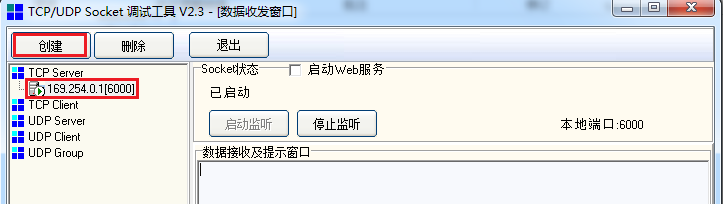 TCP/UDP Socket 调试工具 V2.3 - [数据收发窗口]
创建 删除 退出
TCP Server
169.254.0.1[6000]
TCP Client
UDP Server
UDP Client
UDP Group
Socket状态 启动Web服务
已启动
启动监听 停止监听 本地端口:6000
数据接收及提示窗口